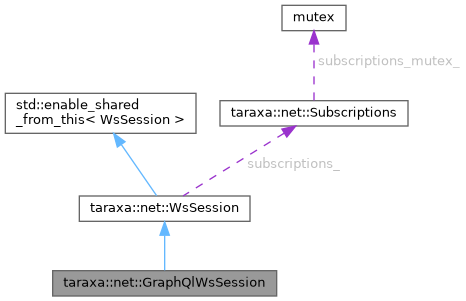 mutex
subscriptions_mutex_
std::enable_shared
_from_this< WsSession >
taraxa::net::Subscriptions
subscriptions_
taraxa::net::WsSession
taraxa::net::GraphQlWsSession